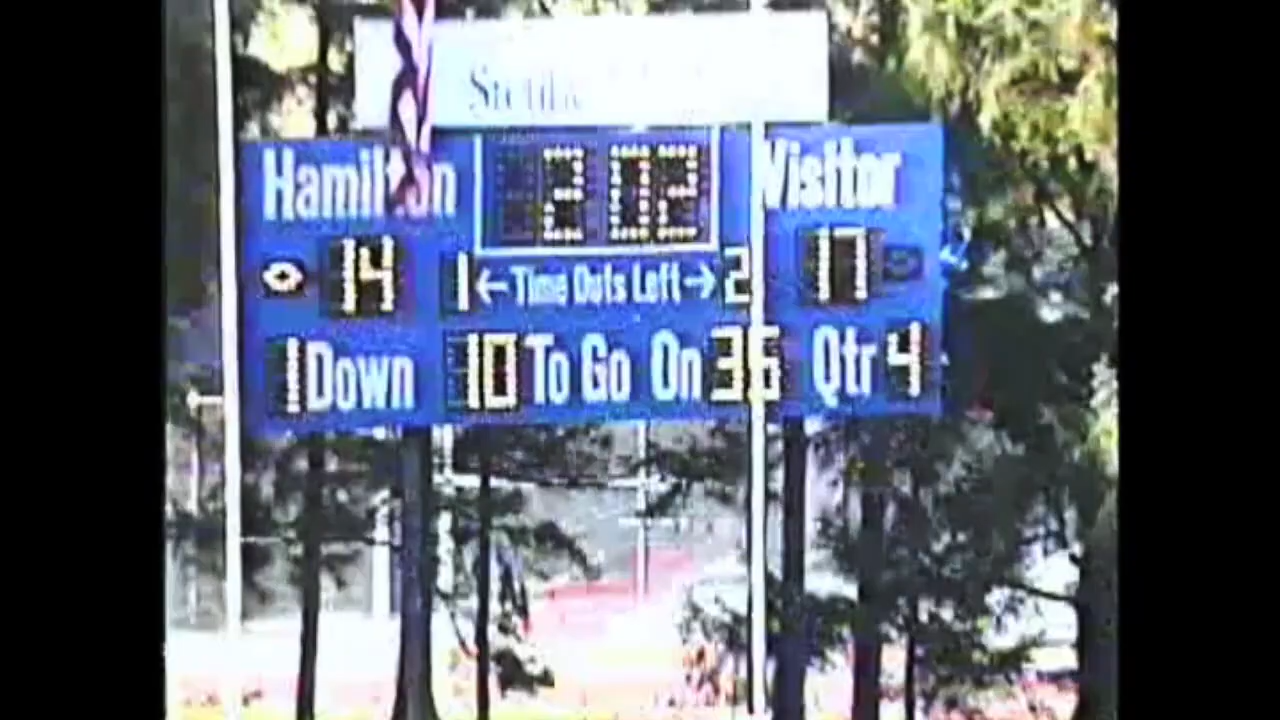 Hamilton 2 02 Visitor
14 1 ←Time Outs Left→ 2 17
1 Down 10 To Go On 36 Qtr 4